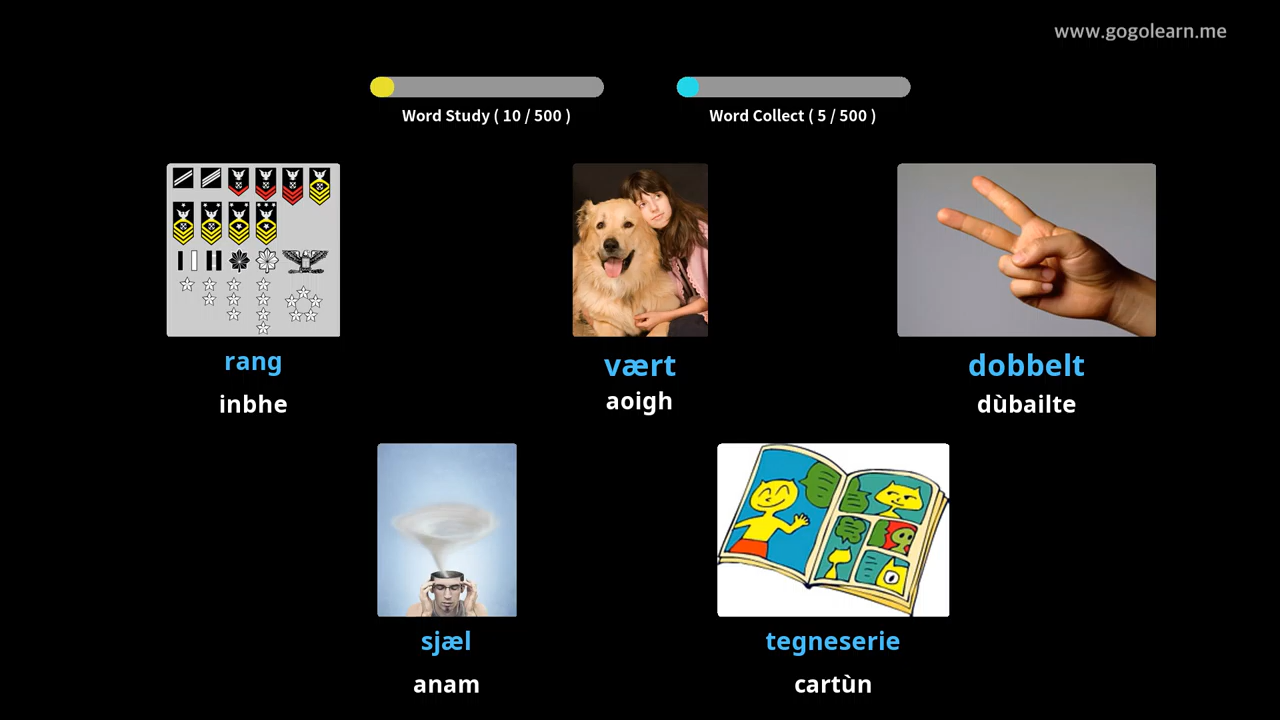 www.gogolearn.me
Word Study ( 10 / 500 )
Word Collect ( 5 / 500 )
rang
inbhe
vært
aoigh
dobbelt
dùbailte
sjæl
anam
tegneserie
cartùn